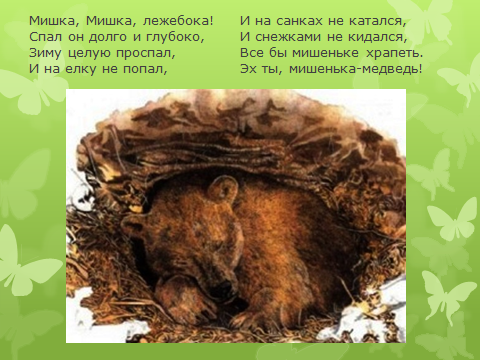 Мишка, Мишка, лежебока!
Спал он долго и глубоко,
Зиму целую проспал,
И на елку не попал,
И на санках не катался,
И снежками не кидался,
Все бы мишеньке храпеть.
Эх ты, мишенька-медведь!